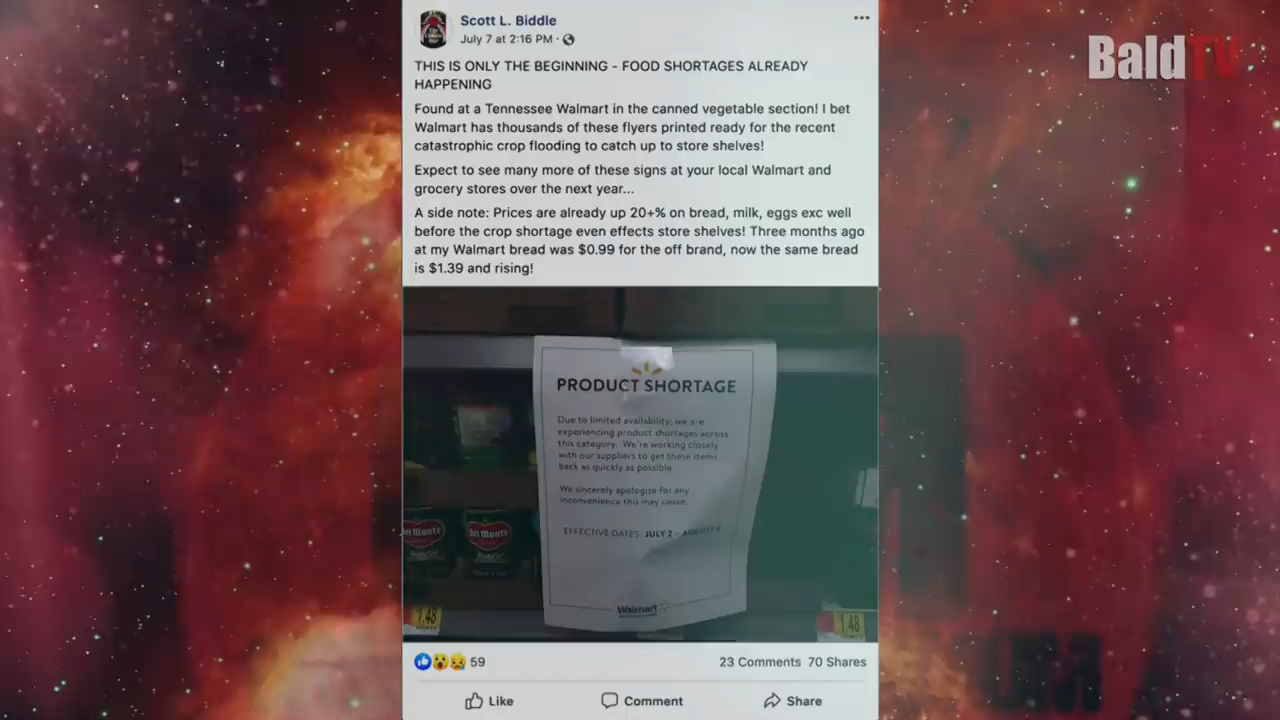 BaldTV
Scott L. Biddle
July 7 at 2:16 PM ·
THIS IS ONLY THE BEGINNING - FOOD SHORTAGES ALREADY
HAPPENING
Found at a Tennessee Walmart in the canned vegetable section! I bet
Walmart has thousands of these flyers printed ready for the recent
catastrophic crop flooding to catch up to store shelves!
Expect to see many more of these signs at your local Walmart and
grocery stores over the next year...
A side note: Prices are already up 20+% on bread, milk, eggs exc well
before the crop shortage even effects store shelves! Three months ago
at my Walmart bread was $0.99 for the off brand, now the same bread
is $1.39 and rising!
PRODUCT SHORTAGE
Due to limited availability, we are
experiencing product shortages across
this category. We're working closely
with our suppliers to get these items
back as quickly as possible.
We sincerely apologize for any
inconvenience this may cause.
EFFECTIVE DATES: JULY 2 -
Walmart
del Monte
Del Monte
1.48
1.48
59
23 Comments 70 Shares
Like
Comment
Share